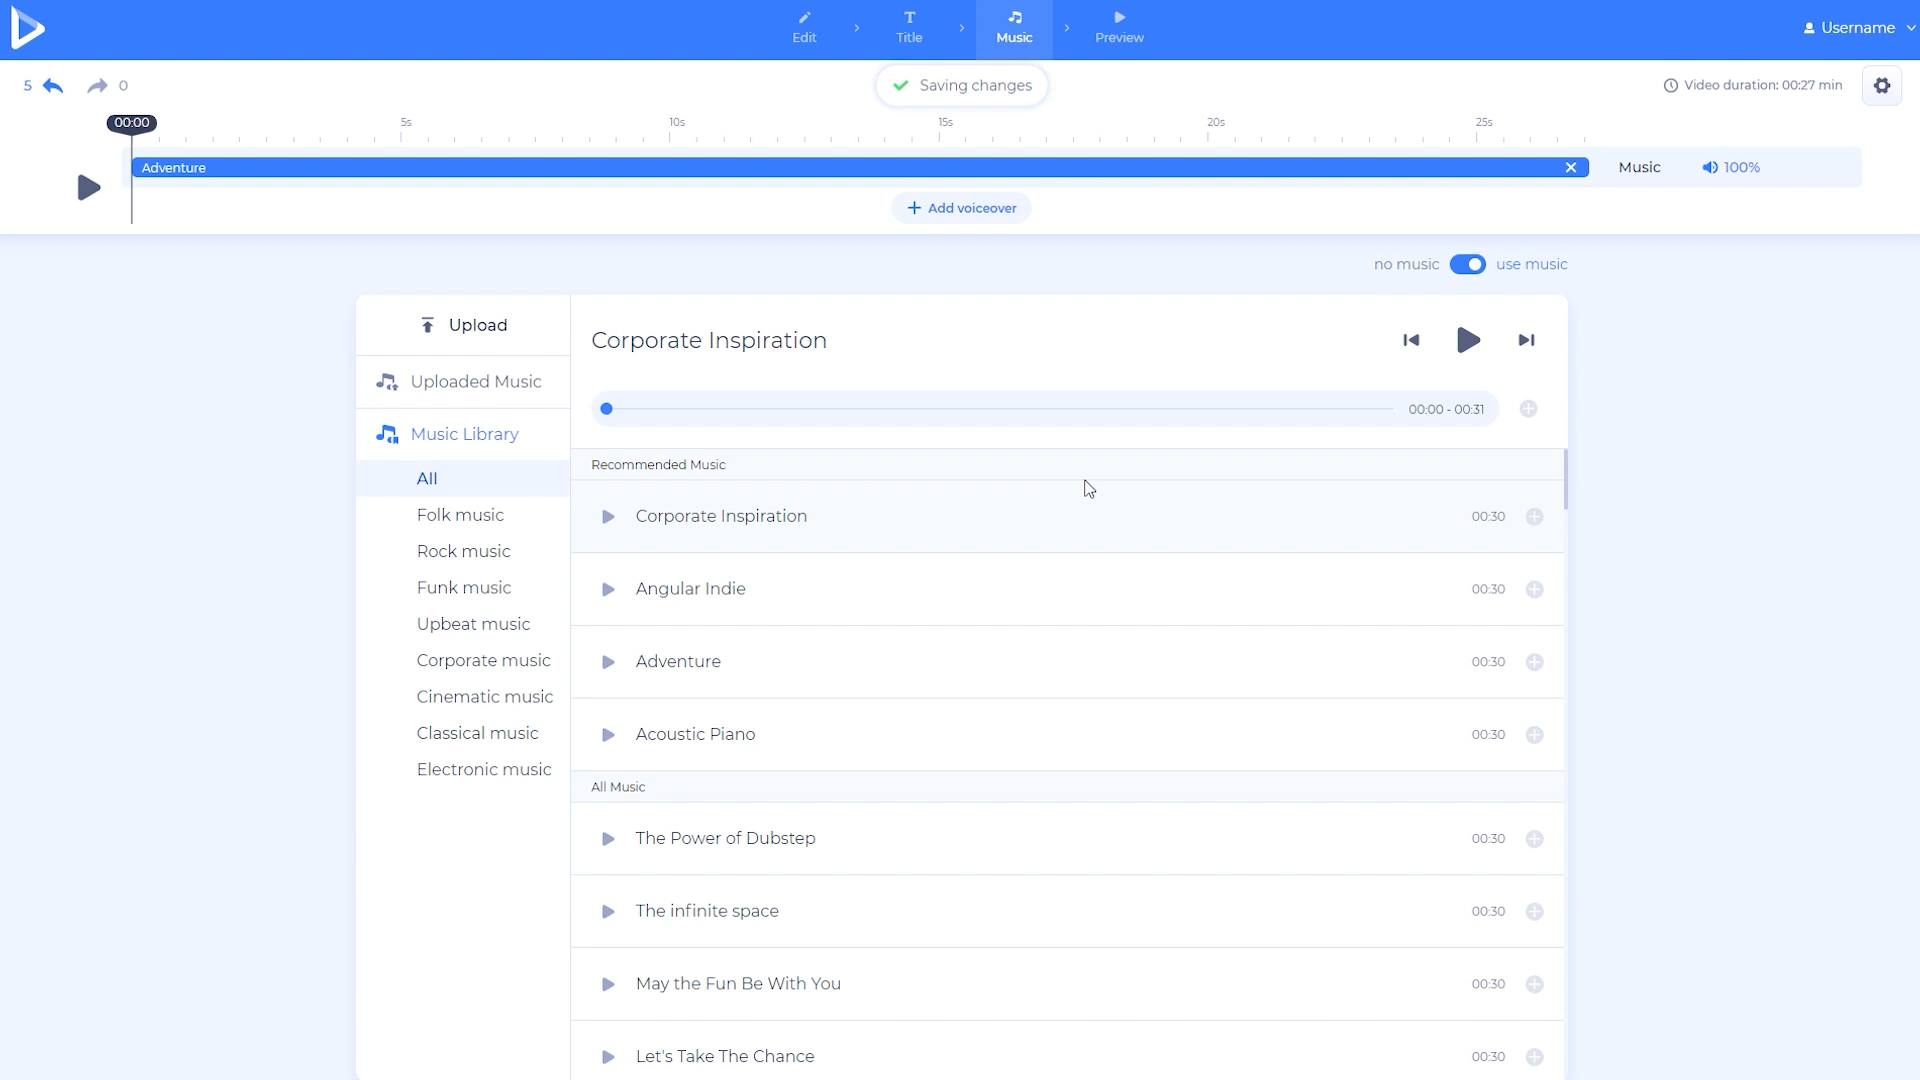 Edit
Title
Music
Preview
Username
5
0
Saving changes
Video duration: 00:27 min
00:00
5s
10s
15s
20s
25s
Adventure
Music
100%
Add voiceover
no music
use music
Upload
Uploaded Music
Music Library
All
Folk music
Rock music
Funk music
Upbeat music
Corporate music
Cinematic music
Classical music
Electronic music
Corporate Inspiration
00:00 - 00:31
Recommended Music
Corporate Inspiration 00:30
Angular Indie 00:30
Adventure 00:30
Acoustic Piano 00:30
All Music
The Power of Dubstep 00:30
The infinite space 00:30
May the Fun Be With You 00:30
Let's Take The Chance 00:30